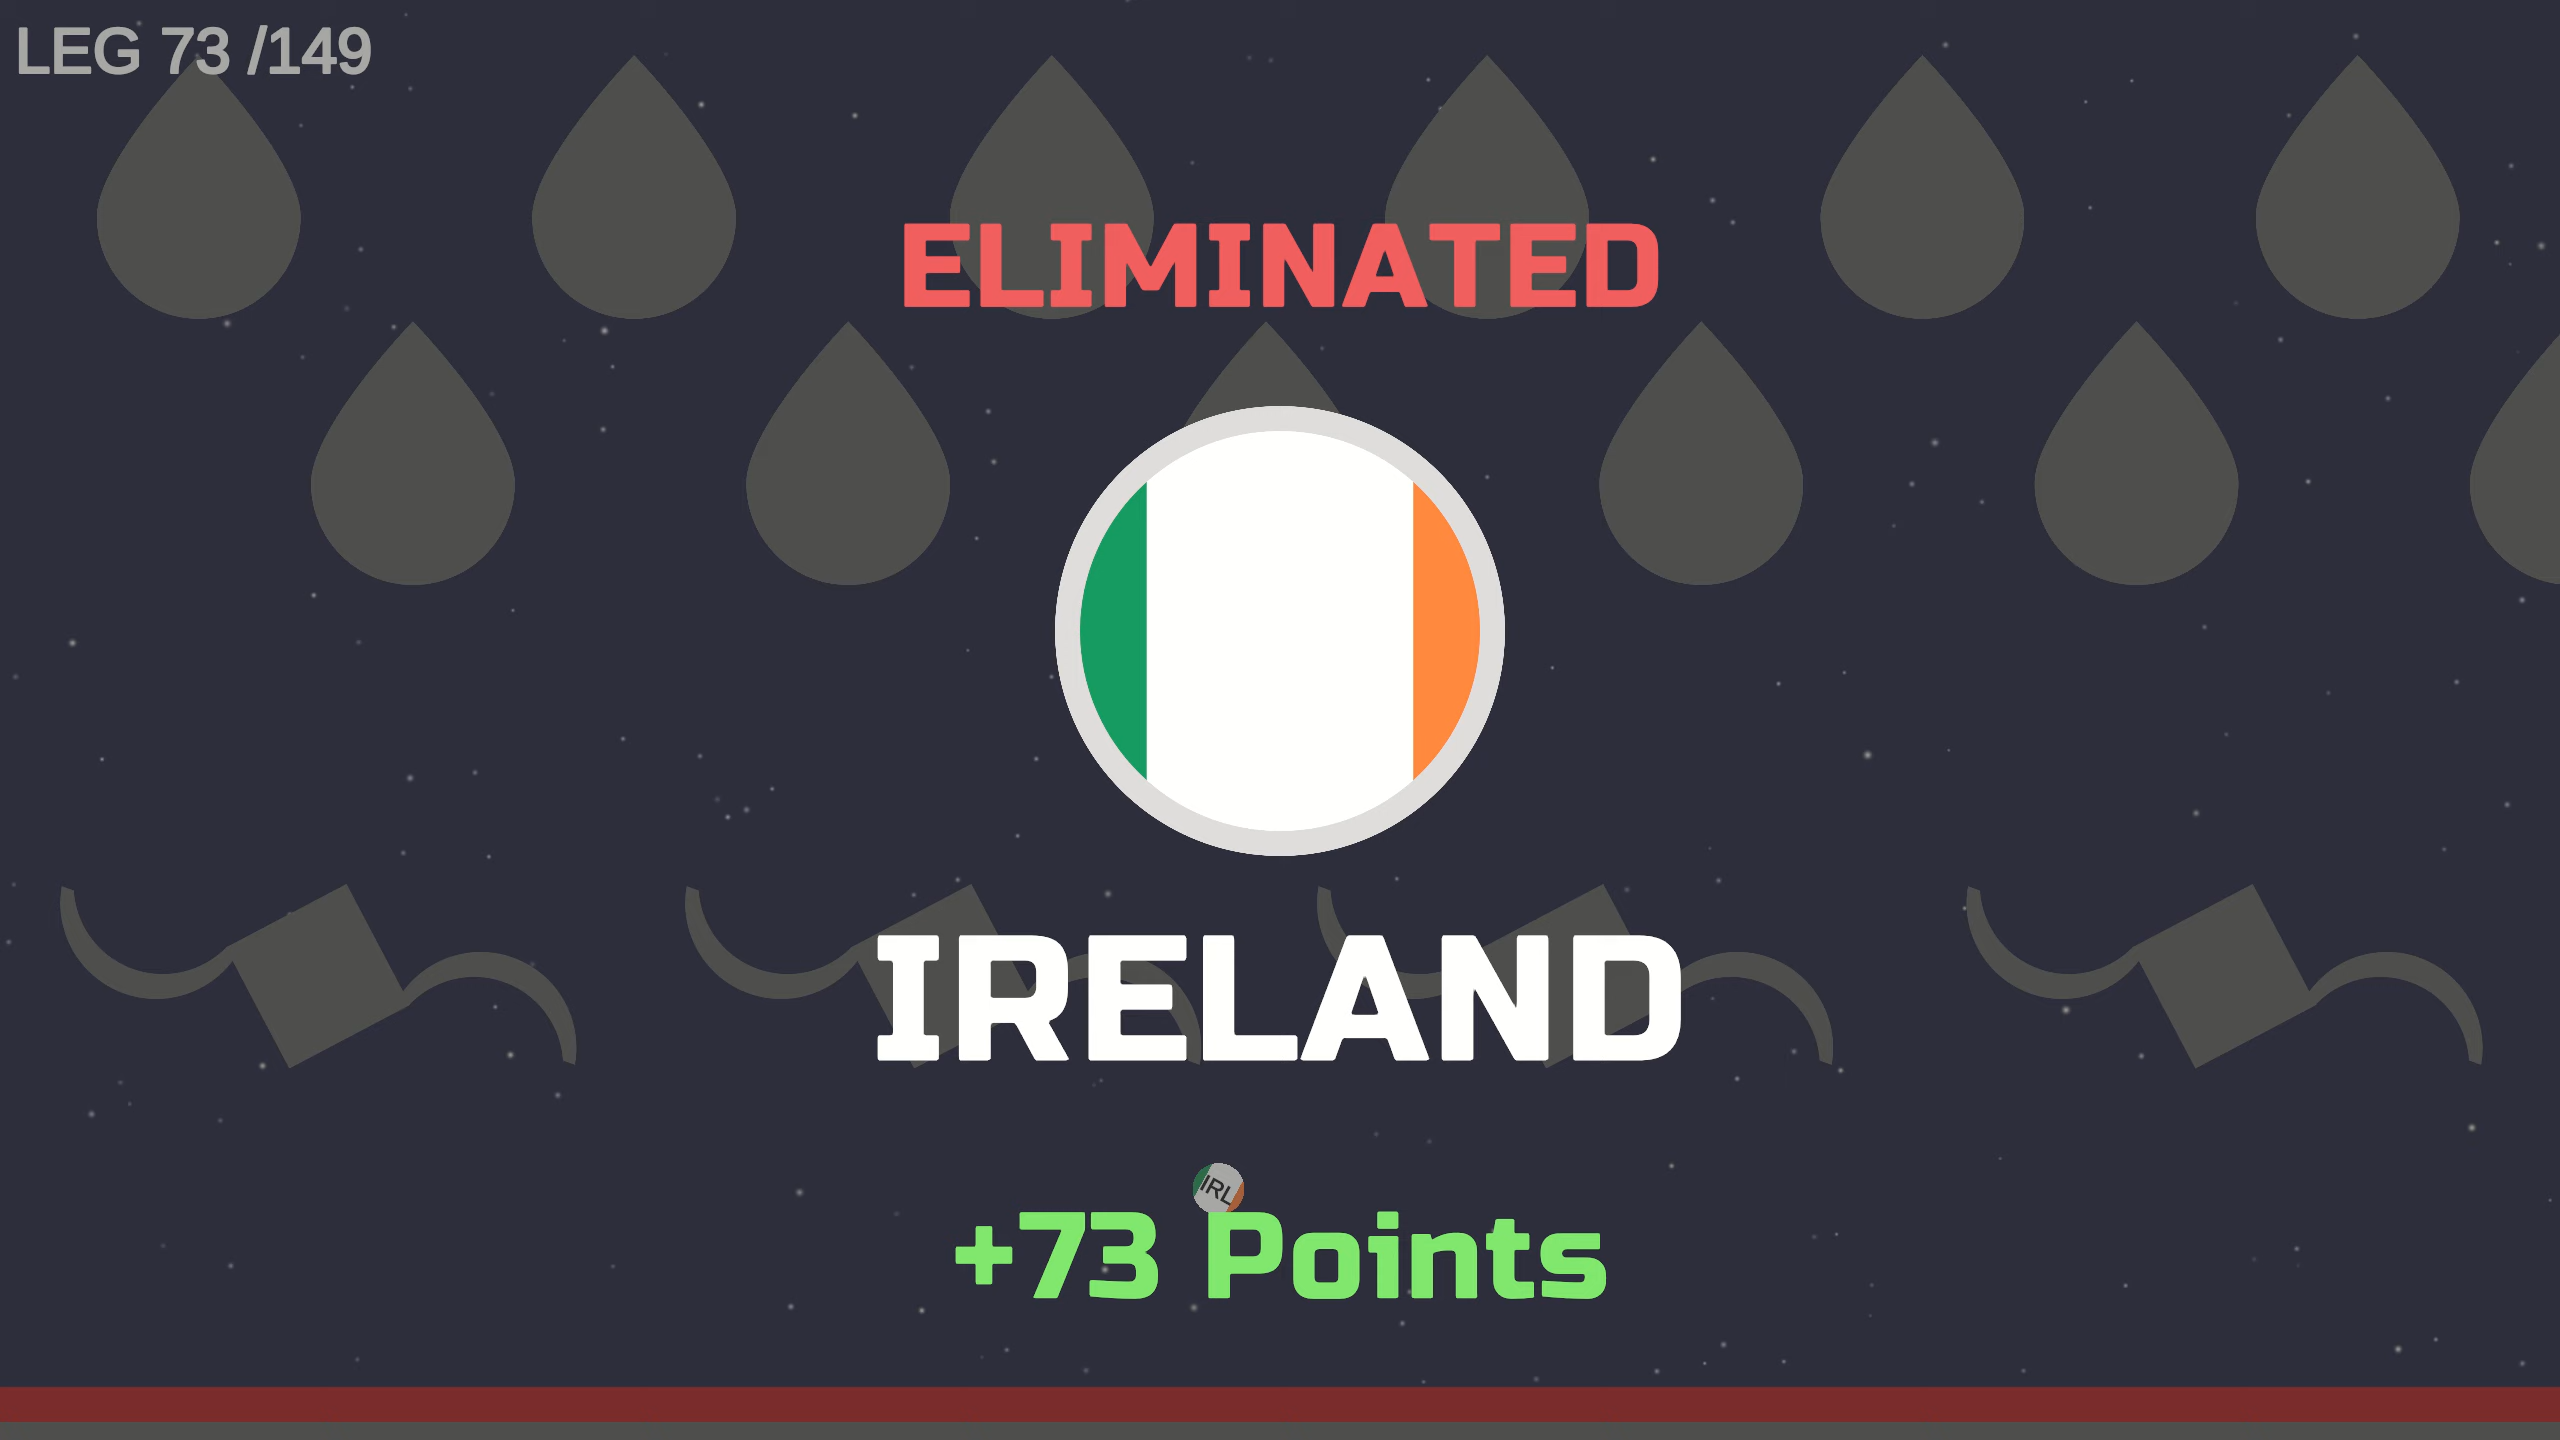 LEG 73 /149
ELIMINATED
IRELAND
IRL
+73 Points